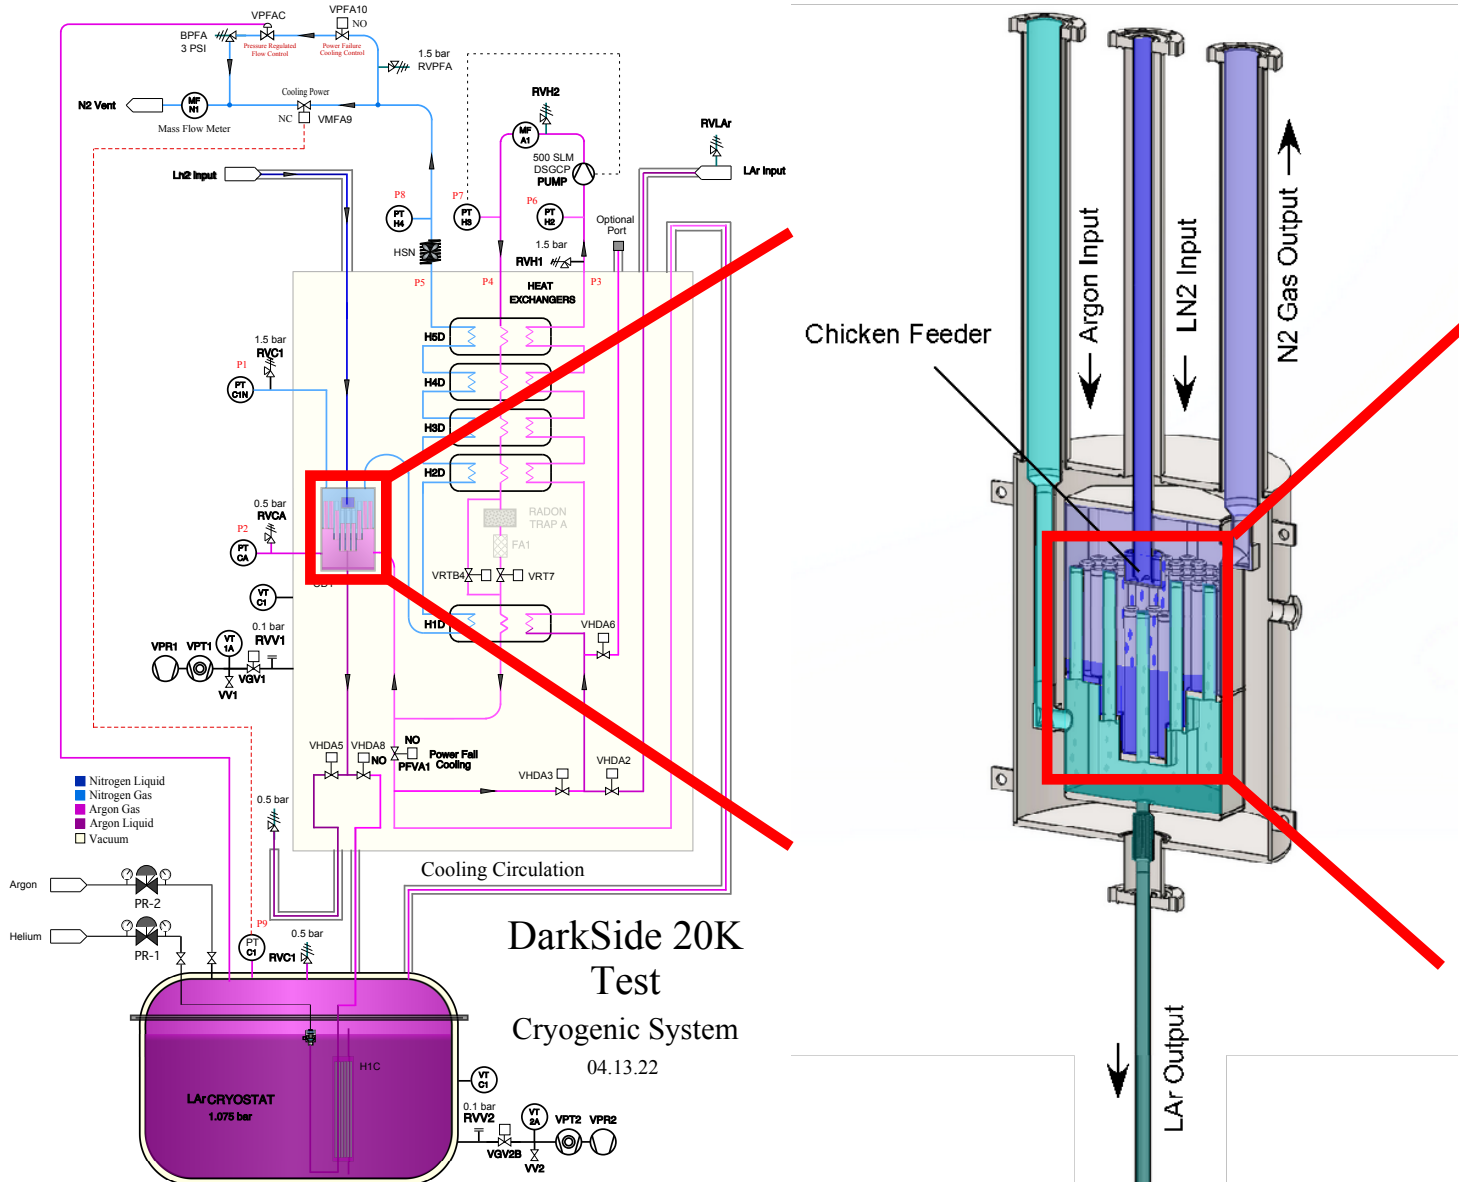 VPFAC
VPFA10
NO
BPFA
3 PSI
Pressure Regulated
Flow Control
Power Failure
Cooling Control
1.5 bar
RVPFA
N2 Vent
MF
N1
Mass Flow Meter
Cooling Power
NC
VMFA9
RVH2
MF
A1
RVLAr
500 SLM
DSGCP
PUMP
LAr Input
Ln2 Input
P8
PT
H4
P7
PT
H3
P6
PT
H2
Optional
Port
HSN
1.5 bar
RVH1
P5
P4
P3
HEAT
EXCHANGERS
H5D
H4D
H3D
H2D
1.5 bar
RVC1
P1
PT
C1N
0.5 bar
RVCA
P2
PT
CA
RADON
TRAP A
FA1
VRTB4
VRT7
H1D
VHDA6
VT
C1
0.1 bar
RVV1
VPR1
VPT1
VT
1A
VGV1
VV1
VHDA5
VHDA8
NO
NO
PFVA1
Power Fail
Cooling
VHDA3
VHDA2
Nitrogen Liquid
Nitrogen Gas
Argon Gas
Argon Liquid
Vacuum
0.5 bar
Cooling Circulation
Argon
PR-2
Helium
PR-1
P9
PT
C1
RVC1
0.5 bar
DarkSide 20K
Test
Cryogenic System
04.13.22
H1C
LAr CRYOSTAT
1.075 bar
VT
C1
0.1 bar
RVV2
VGV2B
VT
2A
VV2
VPT2
VPR2
Chicken Feeder
Argon Input
LN2 Input
N2 Gas Output
LAr Output